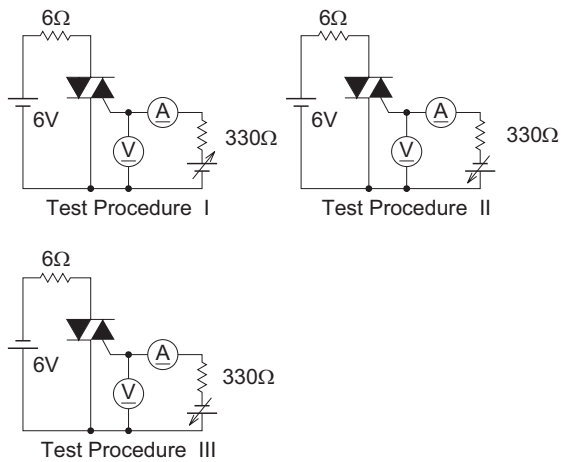 6Ω
6Ω
6V
A
V
330Ω
6V
A
V
330Ω
Test Procedure I
Test Procedure II
6Ω
6V
A
V
330Ω
Test Procedure III